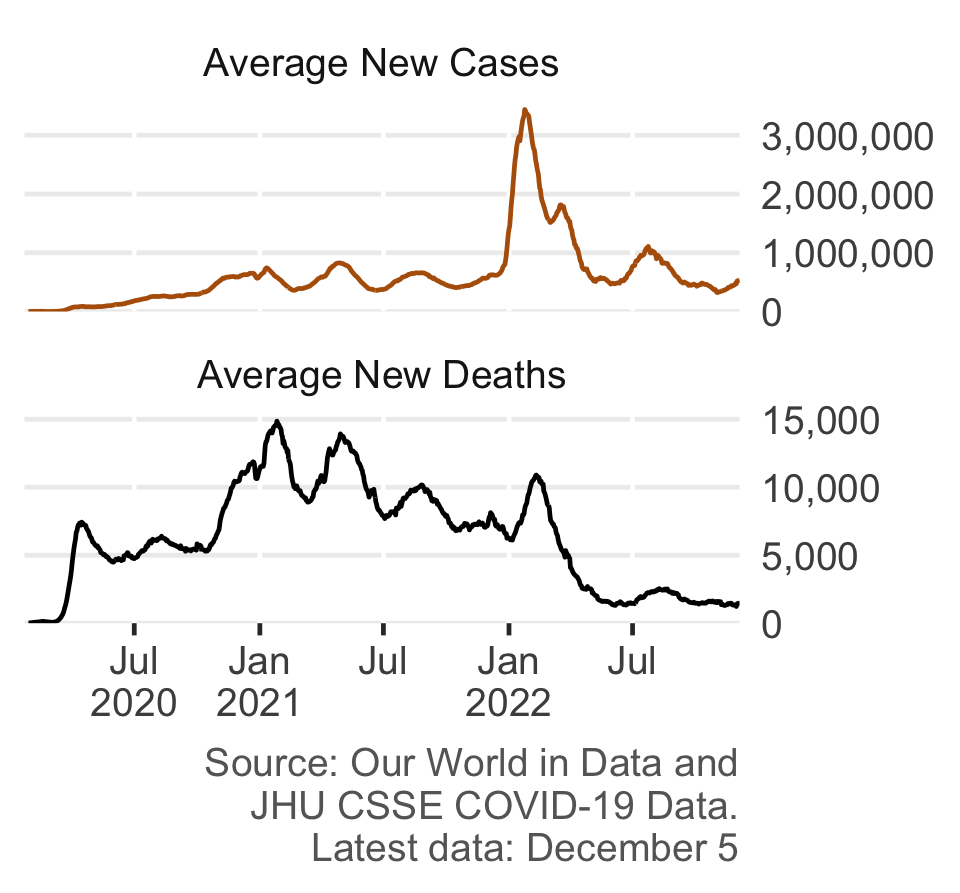 Average New Cases
3,000,000
2,000,000
1,000,000
0
Average New Deaths
15,000
10,000
5,000
0
Jul Jan Jul Jan Jul
2020 2021 2022
Source: Our World in Data and
JHU CSSE COVID-19 Data.
Latest data: December 5